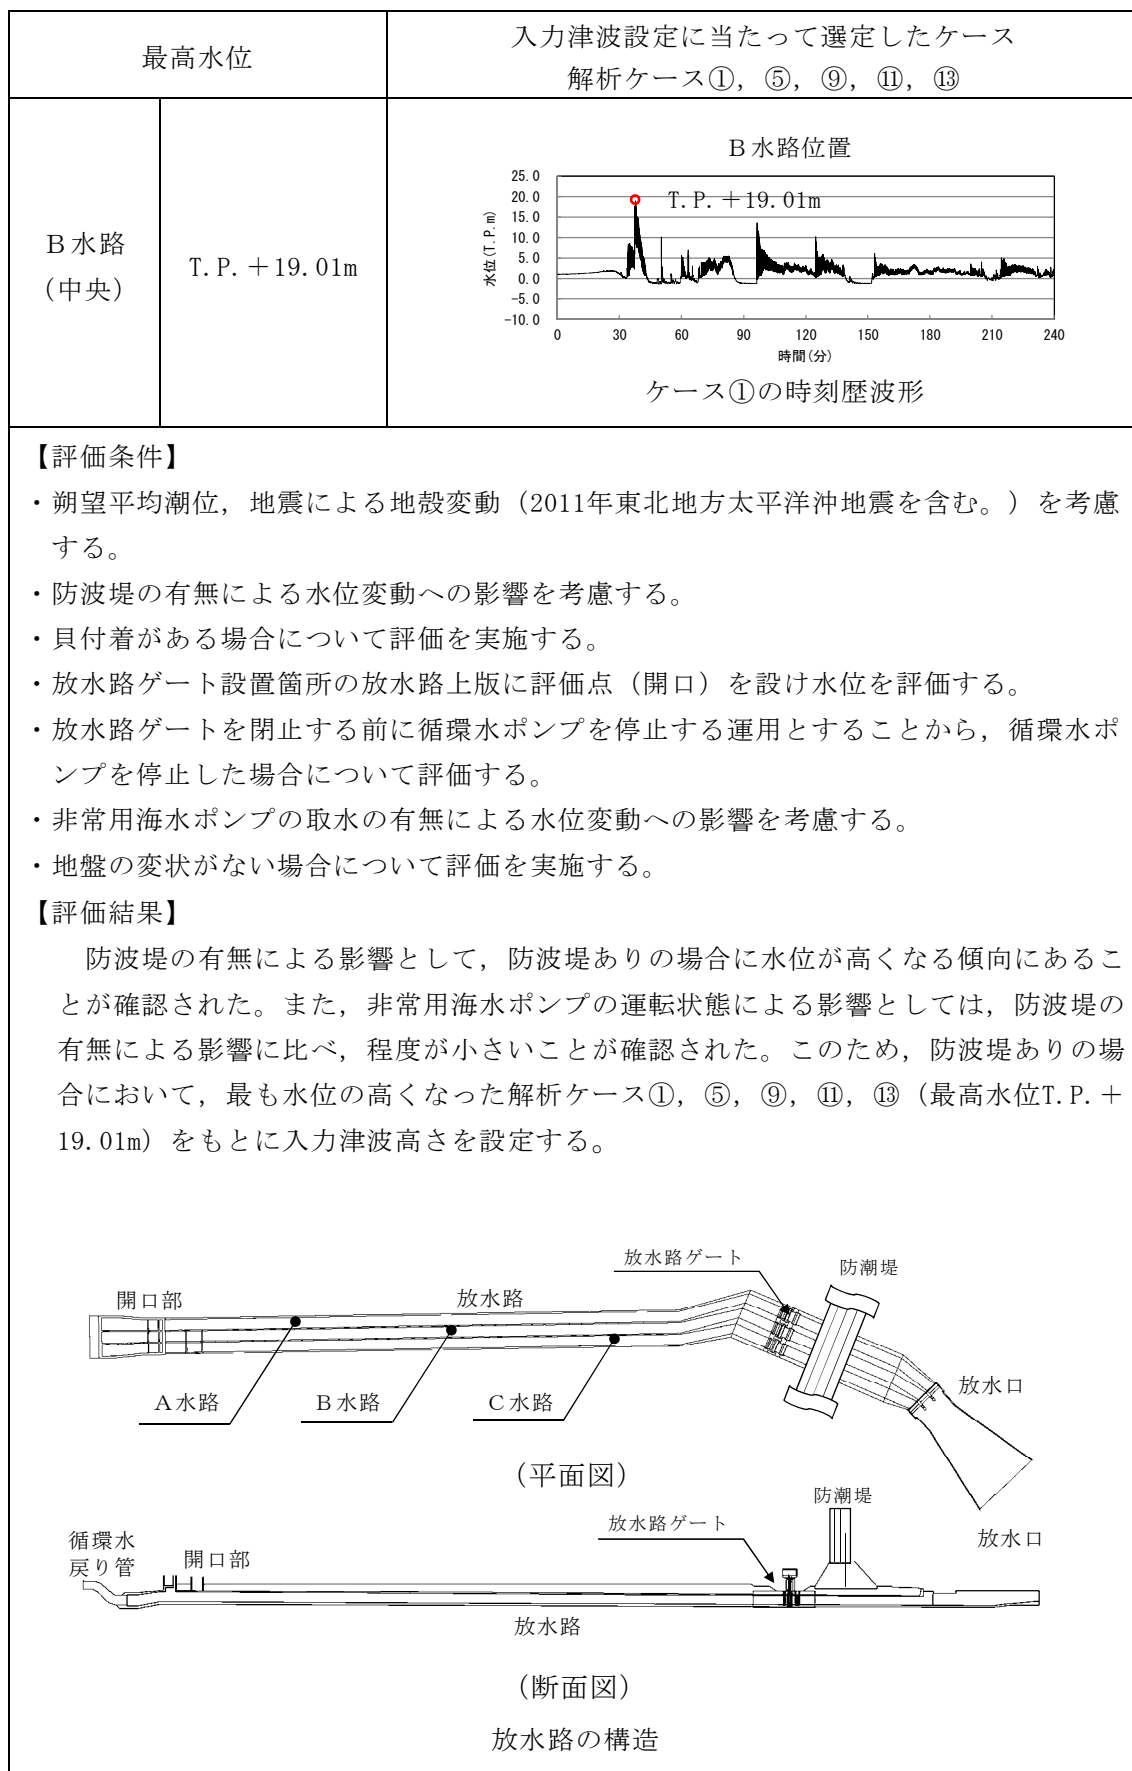 最高水位
入力津波設定に当たって選定したケース
解析ケース①，⑤，⑨，⑪，⑬
Ｂ水路
（中央）
T.P.＋19.01m
Ｂ水路位置
水位(T.P.m)
25.0
20.0
15.0
10.0
5.0
0.0
-5.0
-10.0
T.P.＋19.01m
0 30 60 90 120 150 180 210 240
時間(分)
ケース①の時刻歴波形
【評価条件】
・朔望平均潮位，地震による地殻変動（2011年東北地方太平洋沖地震を含む。）を考慮
する。
・防波堤の有無による水位変動への影響を考慮する。
・貝付着がある場合について評価を実施する。
・放水路ゲート設置箇所の放水路上版に評価点（開口）を設け水位を評価する。
・放水路ゲートを閉止する前に循環水ポンプを停止する運用とすることから，循環水ポ
ンプを停止した場合について評価する。
・非常用海水ポンプの取水の有無による水位変動への影響を考慮する。
・地盤の変状がない場合について評価を実施する。
【評価結果】
防波堤の有無による影響として，防波堤ありの場合に水位が高くなる傾向にあるこ
とが確認された。また，非常用海水ポンプの運転状態による影響としては，防波堤の
有無による影響に比べ，程度が小さいことが確認された。このため，防波堤ありの場
合において，最も水位の高くなった解析ケース①，⑤，⑨，⑪，⑬（最高水位T.P.＋
19.01m）をもとに入力津波高さを設定する。
放水路ゲート
防潮堤
開口部
放水路
Ａ水路
Ｂ水路
Ｃ水路
放水口
（平面図）
防潮堤
放水路ゲート
放水口
循環水
戻り管
開口部
放水路
（断面図）
放水路の構造